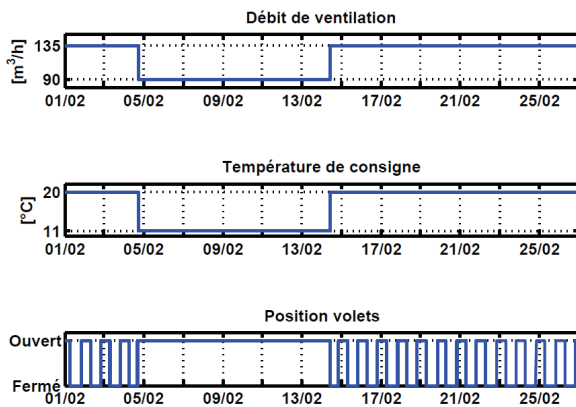 Débit de ventilation
135
[m³/h]
90
01/02 05/02 09/02 13/02 17/02 21/02 25/02
Température de consigne
20
[°C]
11
01/02 05/02 09/02 13/02 17/02 21/02 25/02
Position volets
Ouvert
Fermé
01/02 05/02 09/02 13/02 17/02 21/02 25/02